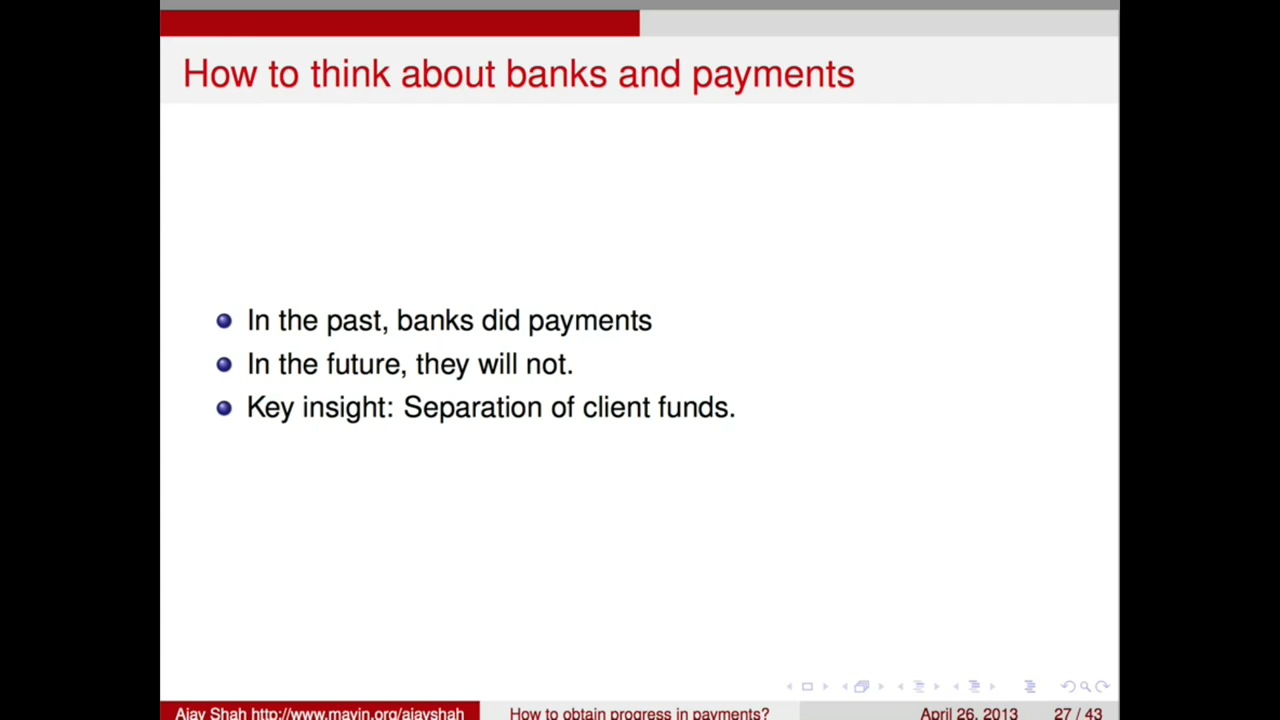 How to think about banks and payments
In the past, banks did payments
In the future, they will not.
Key insight: Separation of client funds.
Ajay Shah http://www.mayin.org/ajayshah
How to obtain progress in payments?
April 26, 2013
27 / 43